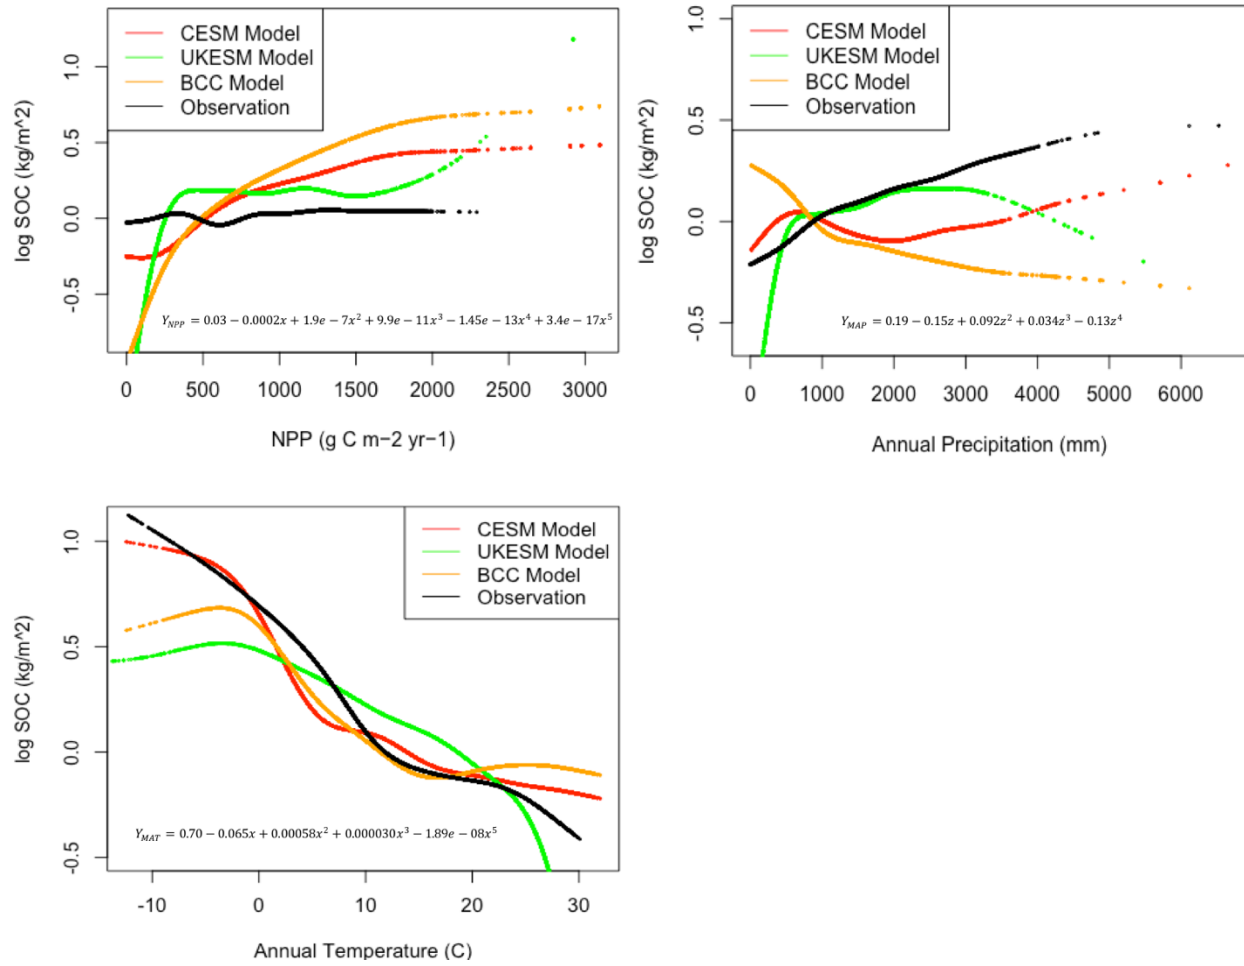 CESM Model
UKESM Model
BCC Model
Observation
log SOC (kg/m^2)
1.0
0.5
0.0
-0.5
Y_NPP = 0.03 − 0.0002x + 1.9e − 7x² + 9.9e − 11x³ − 1.45e − 13x⁴ + 3.4e − 17x⁵
0 500 1000 1500 2000 2500 3000
NPP (g C m−2 yr−1)
CESM Model
UKESM Model
BCC Model
Observation
log SOC (kg/m^2)
1.0
0.5
0.0
-0.5
Y_MAP = 0.19 − 0.15z + 0.092z² + 0.034z³ − 0.13z⁴
0 1000 2000 3000 4000 5000 6000
Annual Precipitation (mm)
CESM Model
UKESM Model
BCC Model
Observation
log SOC (kg/m^2)
1.0
0.5
0.0
-0.5
Y_MAT = 0.70 − 0.065x + 0.00058x² + 0.000030x³ − 1.89e − 08x⁵
-10 0 10 20 30
Annual Temperature (C)